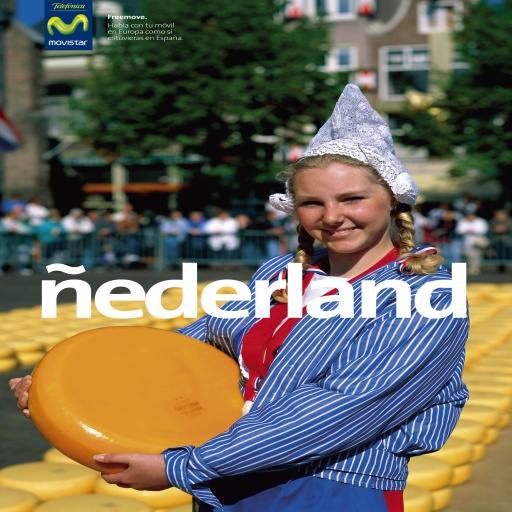 Telefónica
movistar
Freemove.
Habla con tu móvil
en Europa como si
estuvieras en España.
ñederland